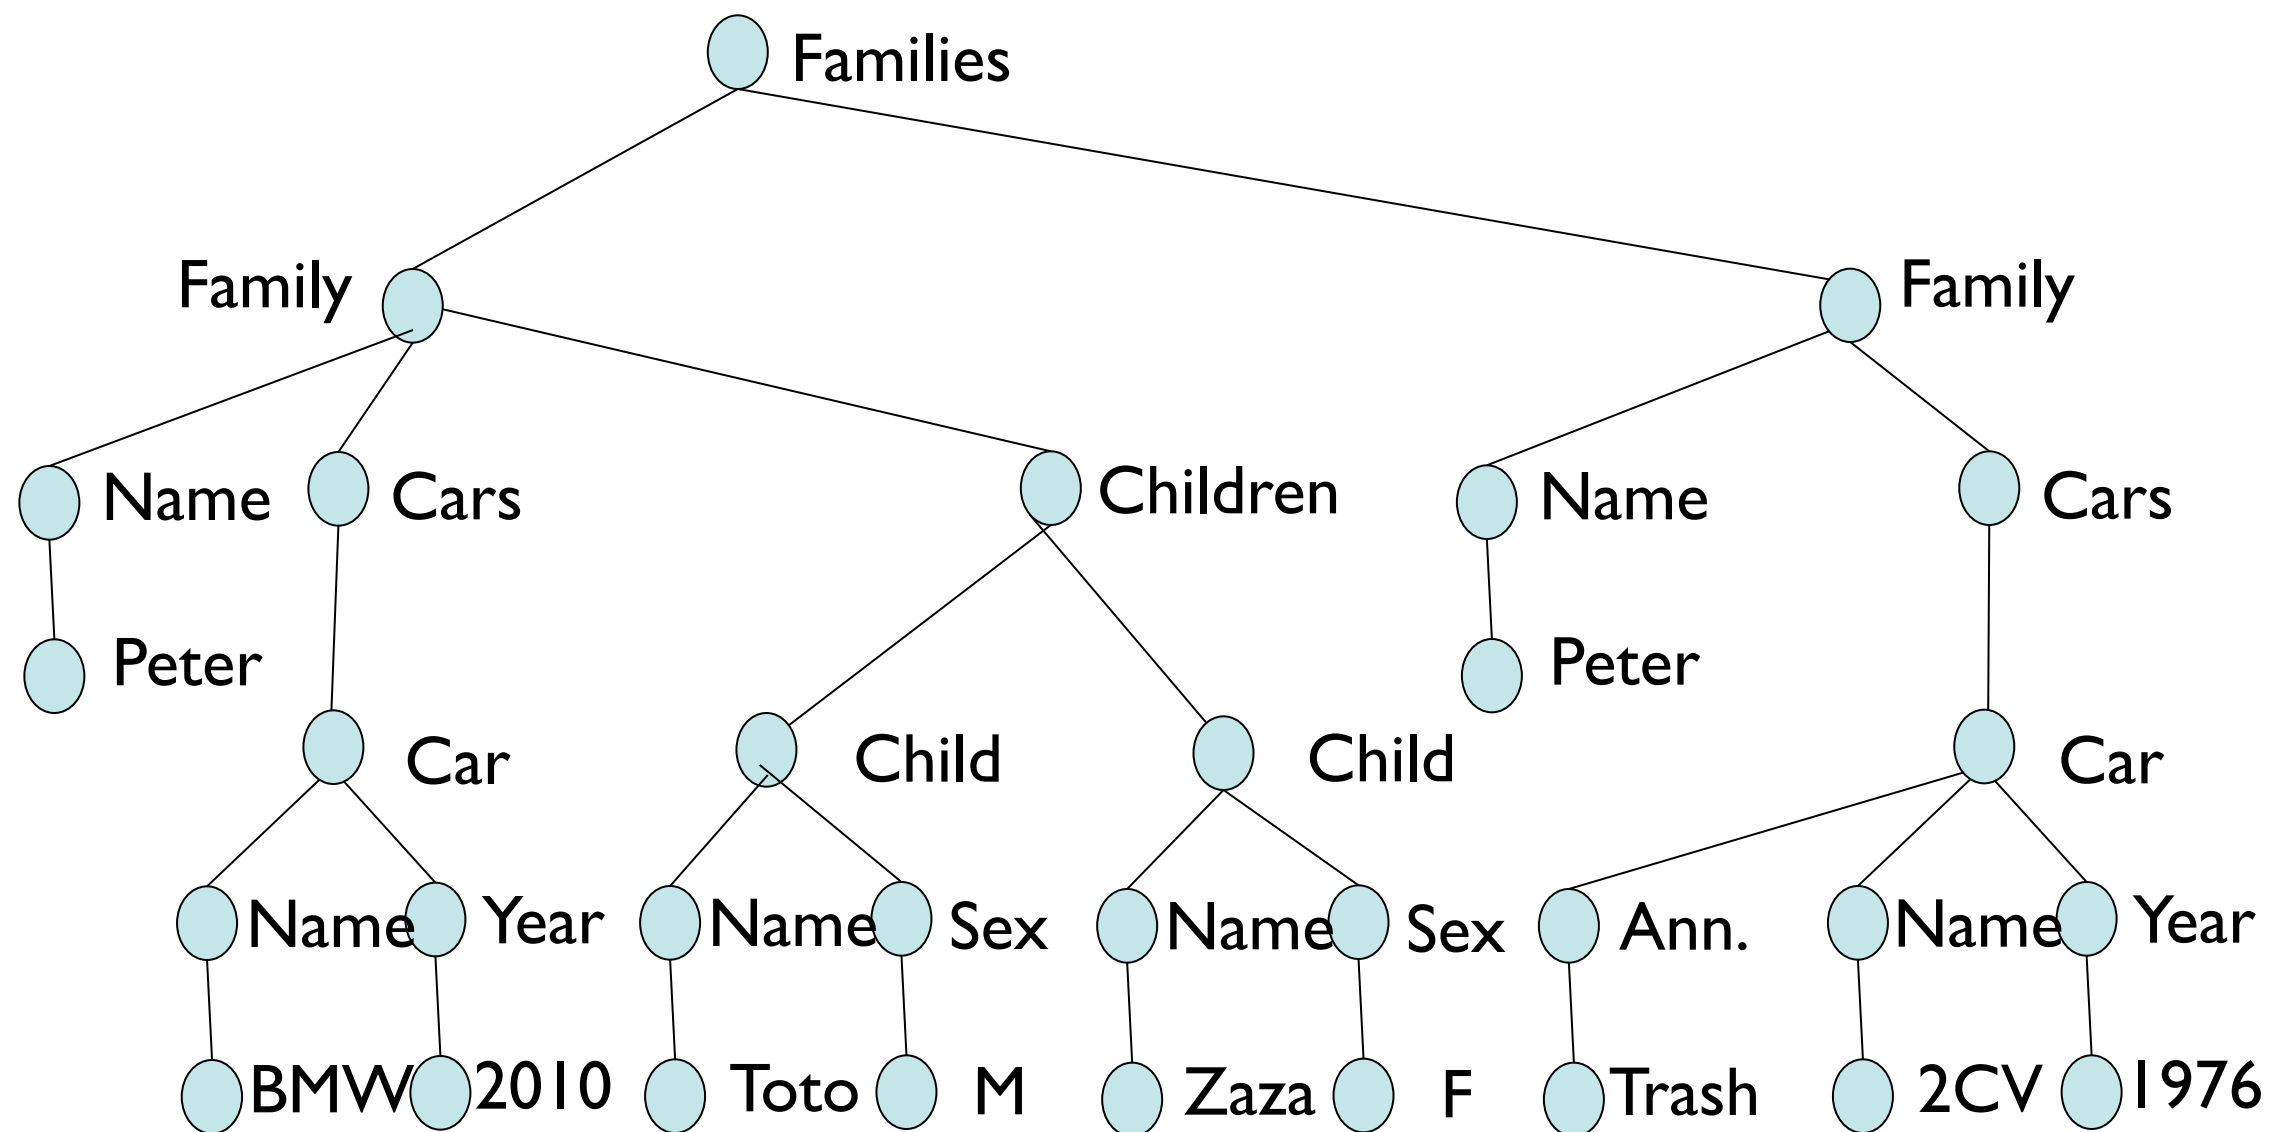 Families
Family Family
Name Cars Children Name Cars
Peter Peter
Car Child Child Car
Name Year Name Sex Name Sex Ann. Name Year
BMW 2010 Toto M Zaza F Trash 2CV 1976